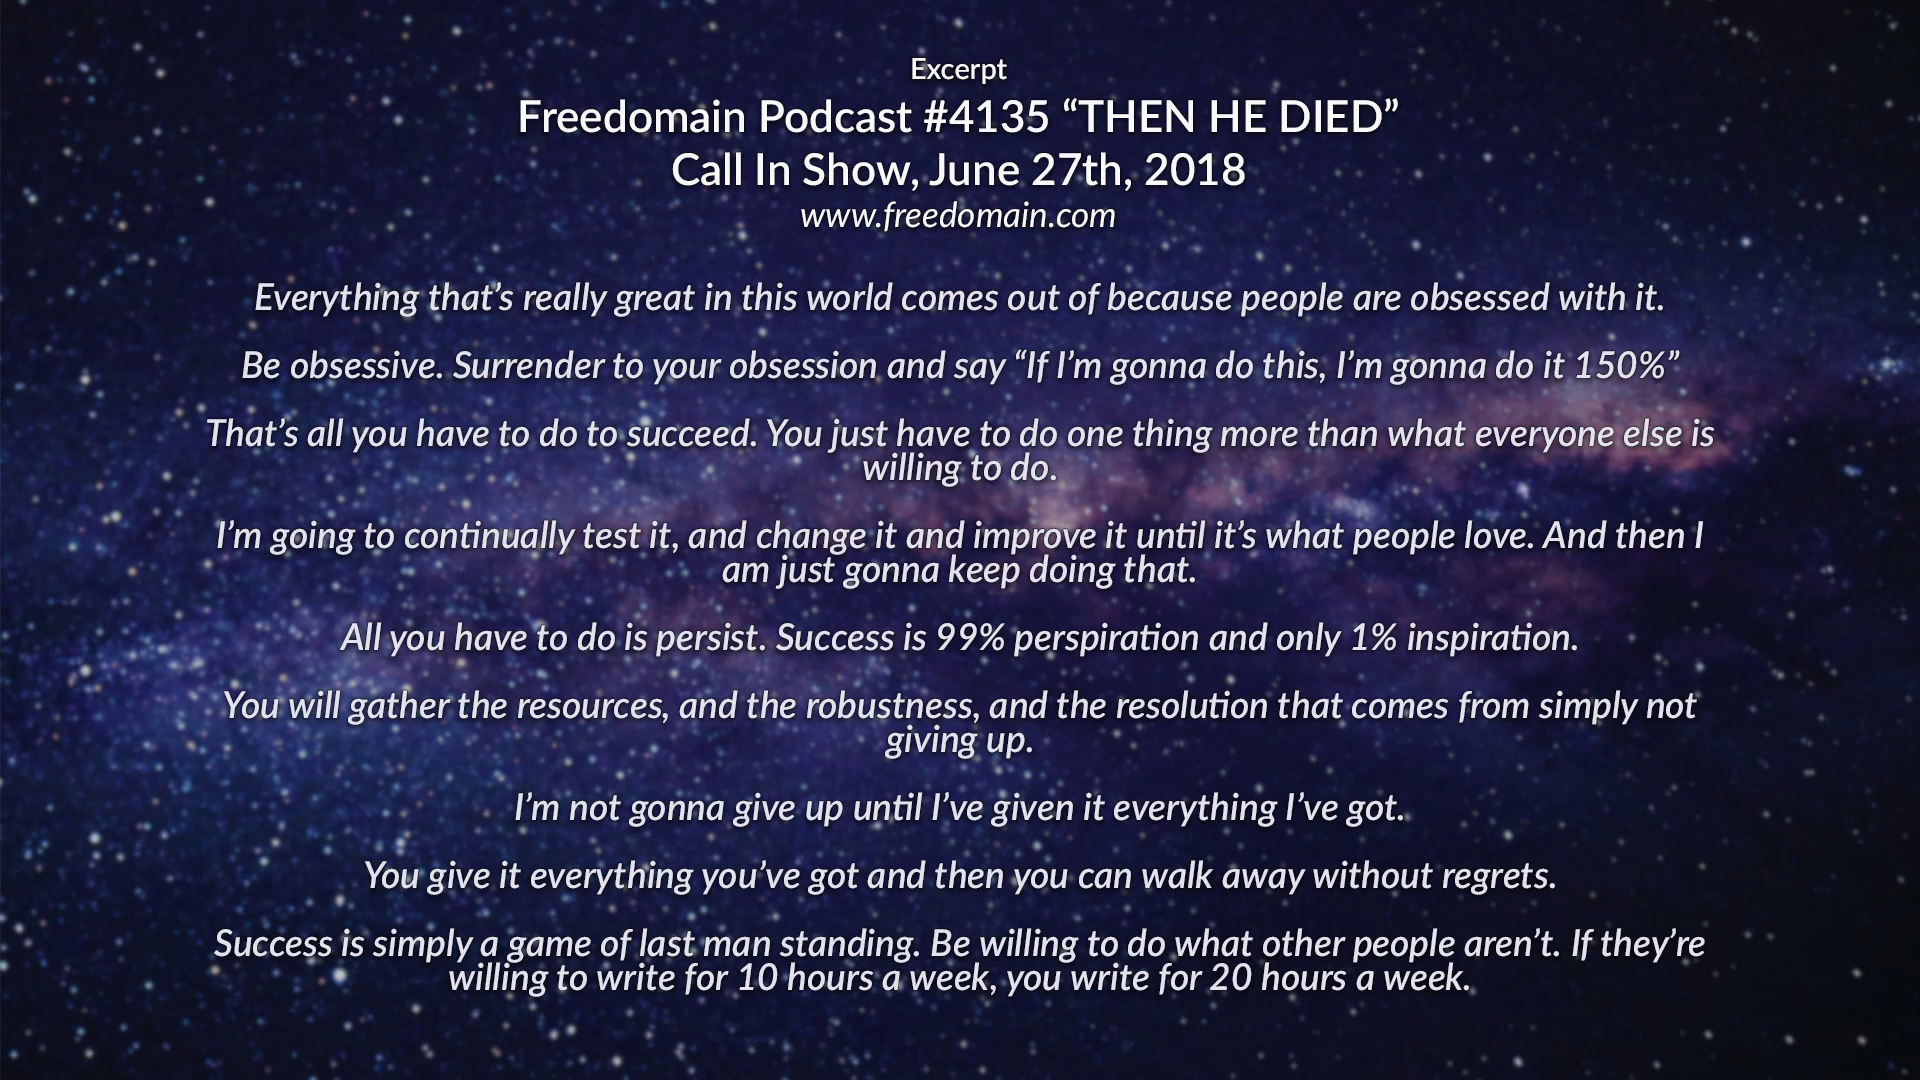 Excerpt
Freedomain Podcast #4135 “THEN HE DIED”
Call In Show, June 27th, 2018
www.freedomain.com
Everything that’s really great in this world comes out of because people are obsessed with it.
Be obsessive. Surrender to your obsession and say “If I’m gonna do this, I’m gonna do it 150%”
That’s all you have to do to succeed. You just have to do one thing more than what everyone else is
willing to do.
I’m going to continually test it, and change it and improve it until it’s what people love. And then I
am just gonna keep doing that.
All you have to do is persist. Success is 99% perspiration and only 1% inspiration.
You will gather the resources, and the robustness, and the resolution that comes from simply not
giving up.
I’m not gonna give up until I’ve given it everything I’ve got.
You give it everything you’ve got and then you can walk away without regrets.
Success is simply a game of last man standing. Be willing to do what other people aren’t. If they’re
willing to write for 10 hours a week, you write for 20 hours a week.